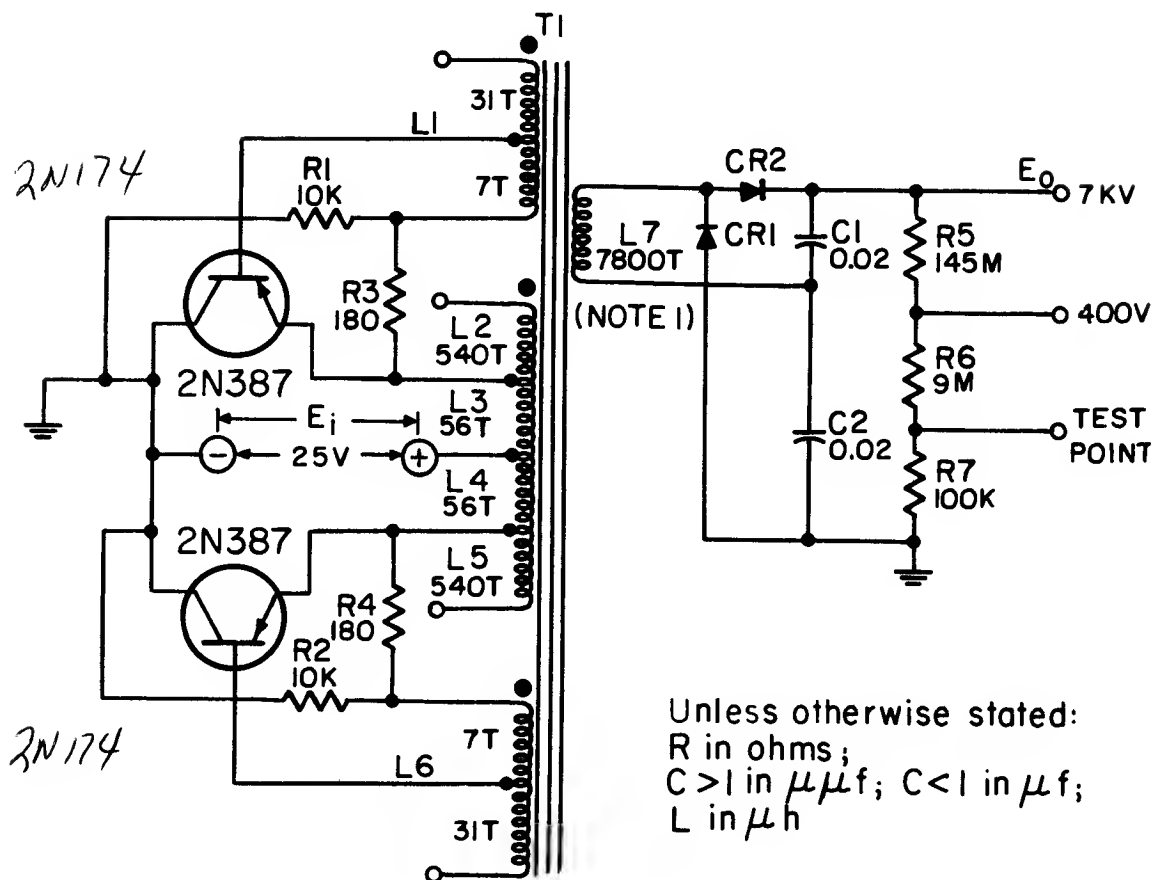 T1
31T
L1
2N174
R1
10K
7T
CR2
E₀
7KV
L7
7800T
CR1
C1
0.02
R5
145M
R3
180
L2
540T
(NOTE 1)
400V
2N387
L3
56T
R6
9M
Ei
C2
0.02
TEST
POINT
− 25V +
L4
56T
R7
100K
2N387
L5
540T
R4
180
R2
10K
2N174
7T
L6
31T
Unless otherwise stated:
R in ohms;
C>1 in μμf; C<1 in μf;
L in μh